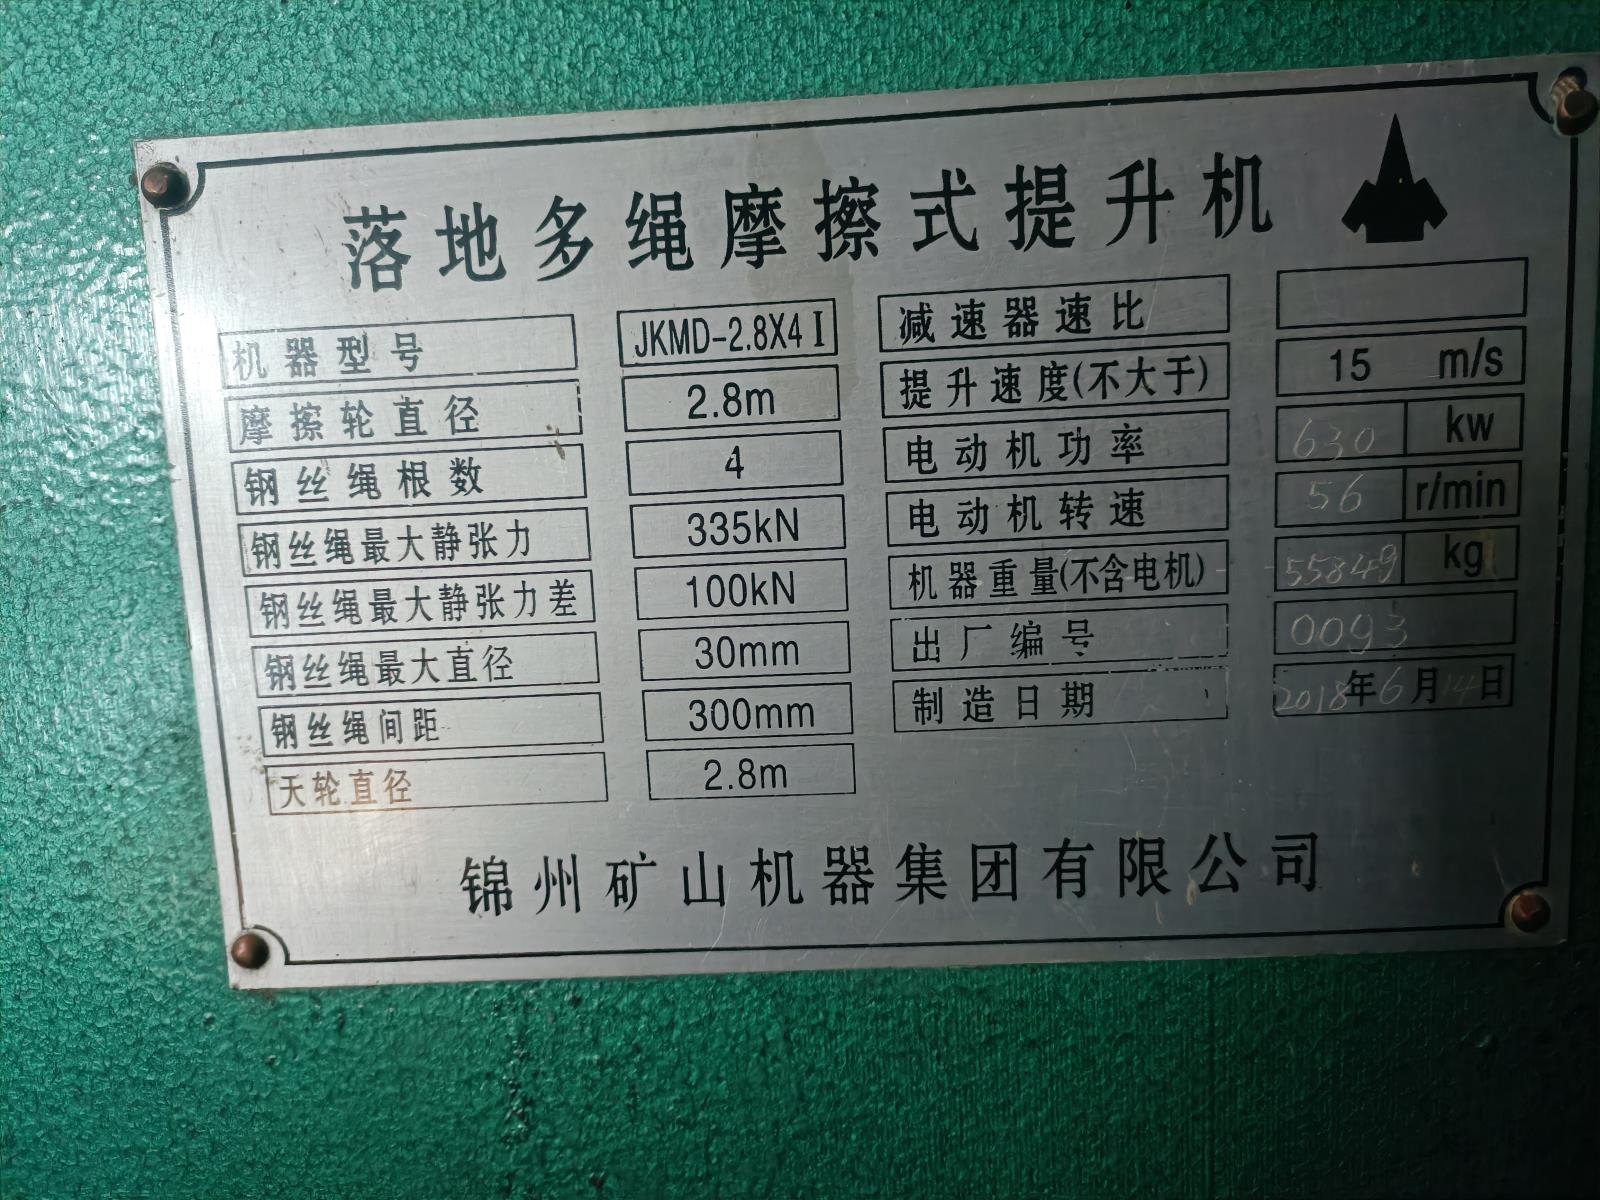 落地多绳摩擦式提升机
机器型号 JKMD-2.8X4 I
摩擦轮直径 2.8m
钢丝绳根数 4
钢丝绳最大静张力 335kN
钢丝绳最大静张力差 100kN
钢丝绳最大直径 30mm
钢丝绳间距 300mm
天轮直径 2.8m
减速器速比
提升速度(不大于) 15 m/s
电动机功率 630 kw
电动机转速 56 r/min
机器重量(不含电机) 55849 kg
出厂编号 0093
制造日期 2018年6月14日
锦州矿山机器集团有限公司